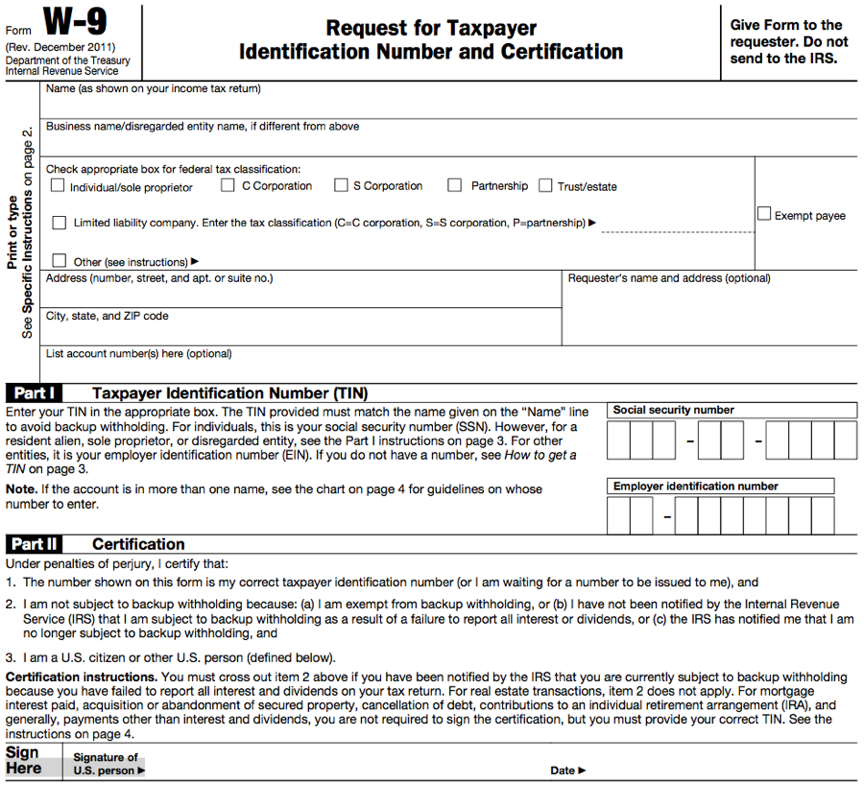 Form W-9
(Rev. December 2011)
Department of the Treasury
Internal Revenue Service
Request for Taxpayer
Identification Number and Certification
Give Form to the
requester. Do not
send to the IRS.
Print or type
See Specific Instructions on page 2.
Name (as shown on your income tax return)
Business name/disregarded entity name, if different from above
Check appropriate box for federal tax classification:
Individual/sole proprietor C Corporation S Corporation Partnership Trust/estate
Limited liability company. Enter the tax classification (C=C corporation, S=S corporation, P=partnership) ▶
Exempt payee
Other (see instructions) ▶
Address (number, street, and apt. or suite no.)
Requester's name and address (optional)
City, state, and ZIP code
List account number(s) here (optional)
Part I Taxpayer Identification Number (TIN)
Enter your TIN in the appropriate box. The TIN provided must match the name given on the “Name” line
to avoid backup withholding. For individuals, this is your social security number (SSN). However, for a
resident alien, sole proprietor, or disregarded entity, see the Part I instructions on page 3. For other
entities, it is your employer identification number (EIN). If you do not have a number, see How to get a
TIN on page 3.
Note. If the account is in more than one name, see the chart on page 4 for guidelines on whose
number to enter.
Social security number
– –
Employer identification number
–
Part II Certification
Under penalties of perjury, I certify that:
1. The number shown on this form is my correct taxpayer identification number (or I am waiting for a number to be issued to me), and
2. I am not subject to backup withholding because: (a) I am exempt from backup withholding, or (b) I have not been notified by the Internal Revenue
Service (IRS) that I am subject to backup withholding as a result of a failure to report all interest or dividends, or (c) the IRS has notified me that I am
no longer subject to backup withholding, and
3. I am a U.S. citizen or other U.S. person (defined below).
Certification instructions. You must cross out item 2 above if you have been notified by the IRS that you are currently subject to backup withholding
because you have failed to report all interest and dividends on your tax return. For real estate transactions, item 2 does not apply. For mortgage
interest paid, acquisition or abandonment of secured property, cancellation of debt, contributions to an individual retirement arrangement (IRA), and
generally, payments other than interest and dividends, you are not required to sign the certification, but you must provide your correct TIN. See the
instructions on page 4.
Sign
Here
Signature of
U.S. person ▶
Date ▶